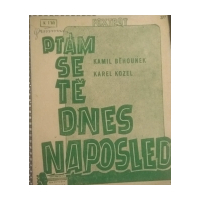 PTÁM
SE
TĚ
DNES
NAPOSLED
KAMIL BĚHOUNEK
KAREL KOZEL